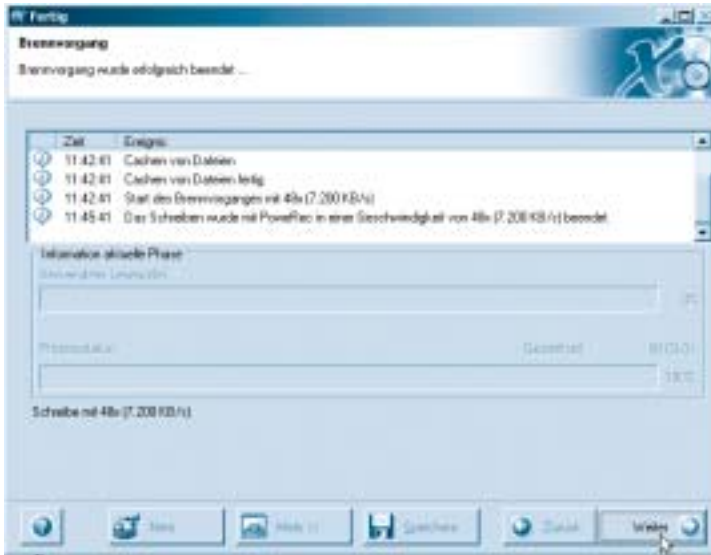 Fertig
Brennvorgang
Brennvorgang wurde erfolgreich beendet ...
Zeit Ereignis
11:42:41 Cachen von Dateien
11:42:41 Cachen von Dateien fertig
11:42:41 Start des Brennvorganges mit 48x (7.200 KB/s)
11:45:41 Das Schreiben wurde mit PowerRec in einer Geschwindigkeit von 48x (7.200 KB/s) beendet.
Information aktuelle Phase
Gesamtzeit
Schreibe mit 48x (7.200 KB/s)
Neu
Mehr >>
Speichern
Zurück
Weiter